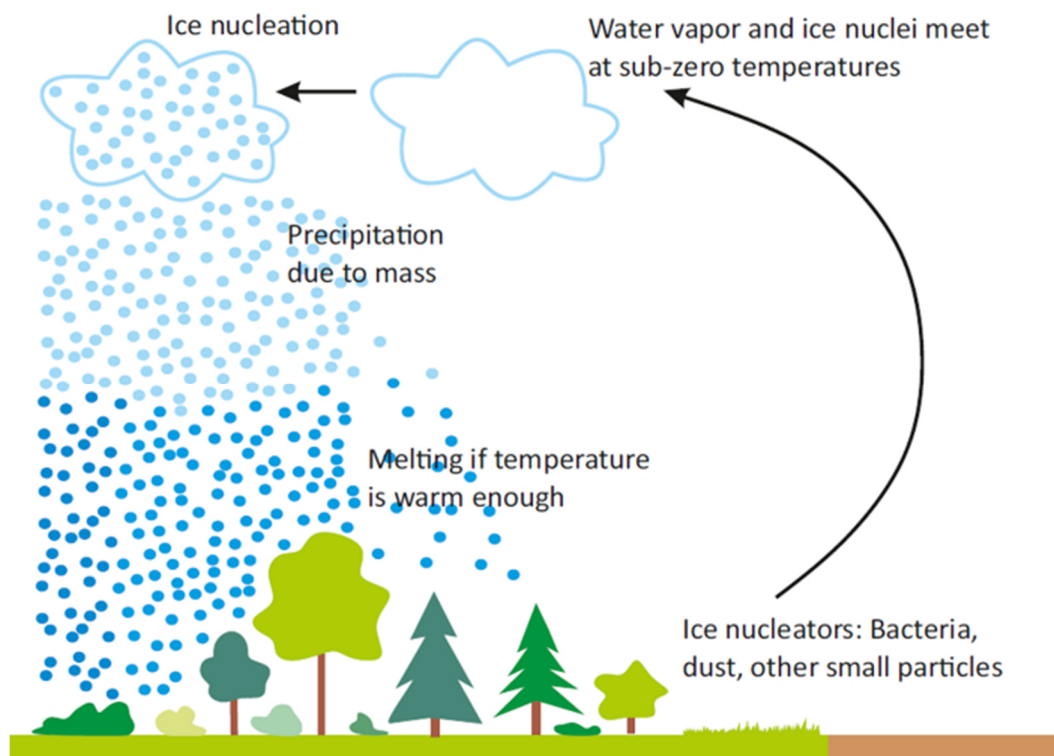 Ice nucleation
Water vapor and ice nuclei meet
at sub-zero temperatures
Precipitation
due to mass
Melting if temperature
is warm enough
Ice nucleators: Bacteria,
dust, other small particles